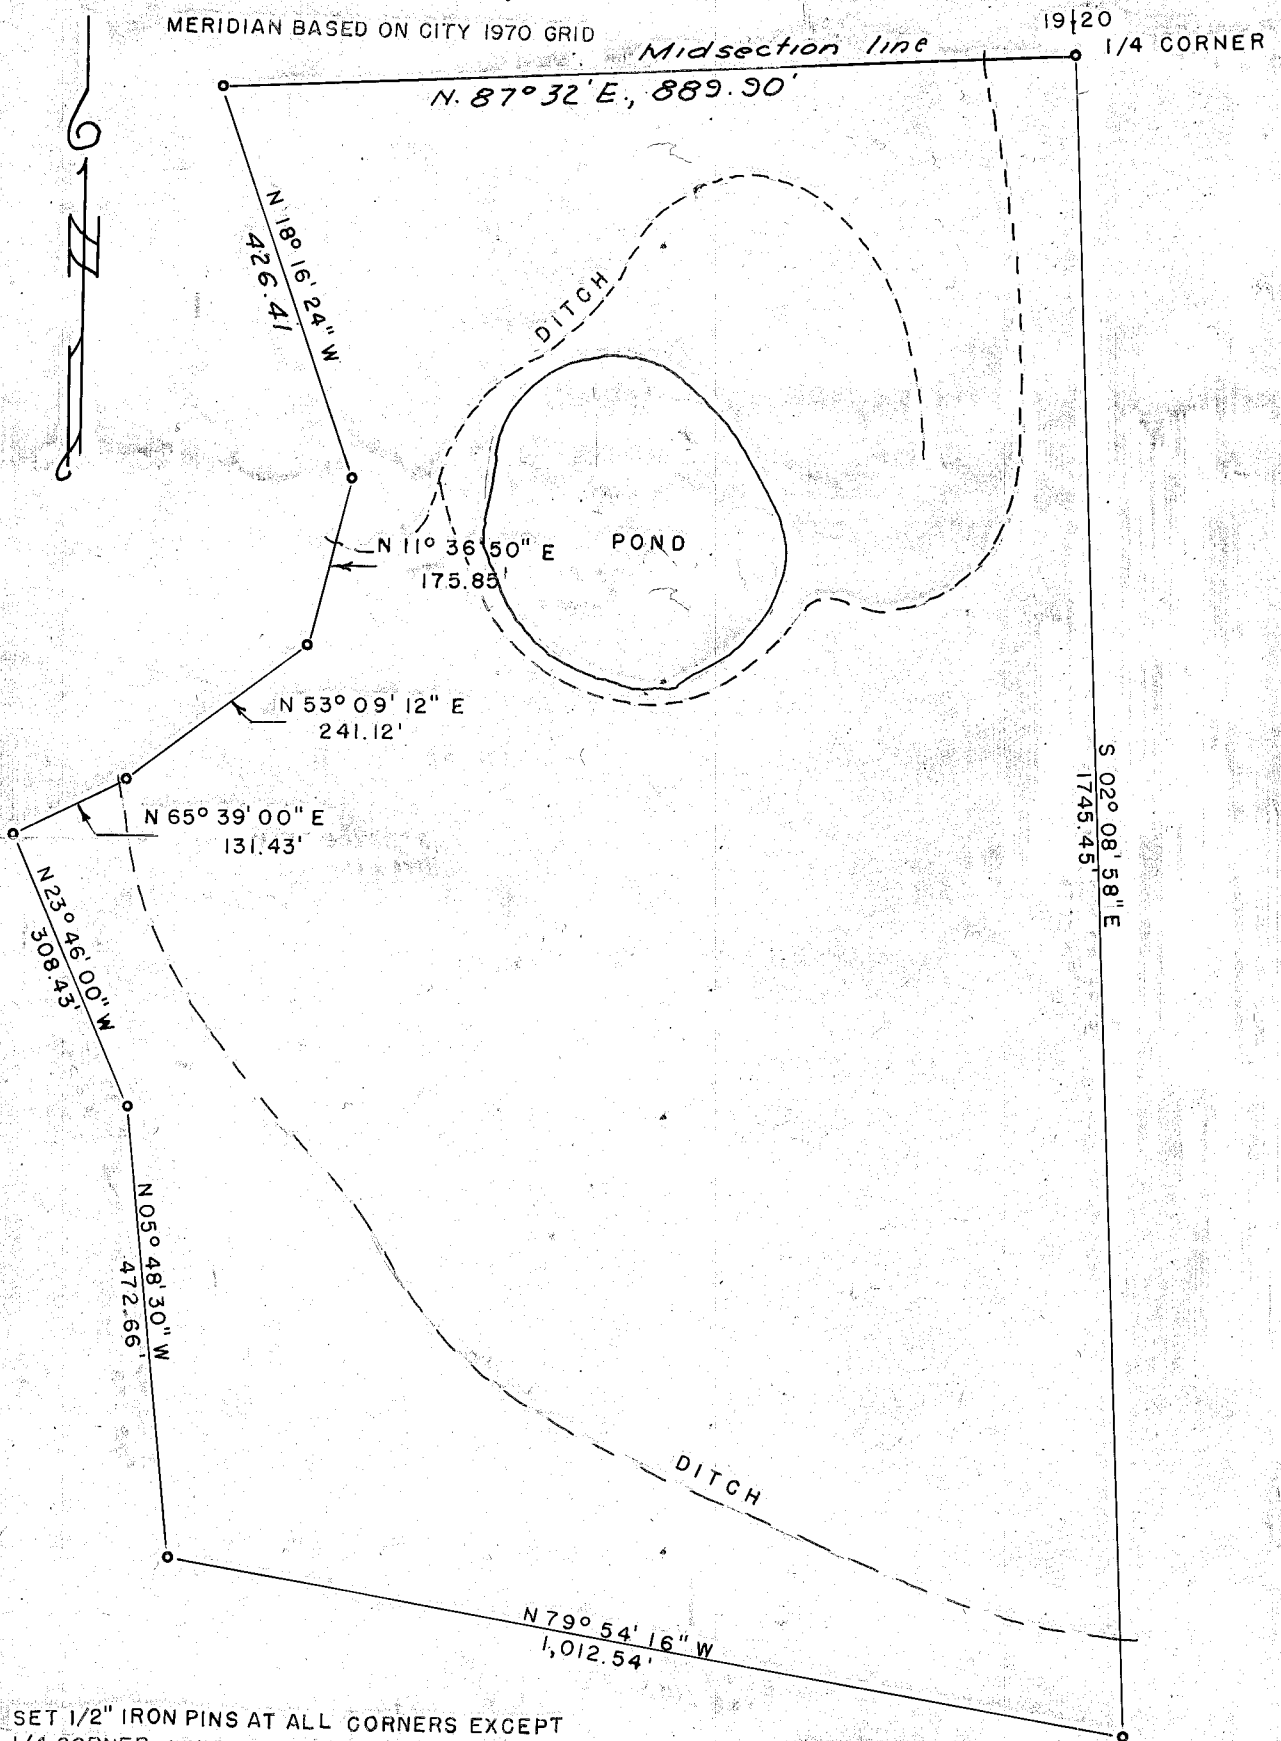 MERIDIAN BASED ON CITY 1970 GRID
19|20
1/4 CORNER
Midsection line
N. 87° 32' E., 889.90'
N 18° 16' 24" W
426.41
DITCH
N 11° 36' 50" E
175.85'
POND
N 53° 09' 12" E
241.12'
N 65° 39' 00" E
131.43'
S 02° 08' 58" E
1745.45'
N 23° 46' 00" W
308.43'
N 05° 48' 30" W
472.66'
DITCH
N 79° 54' 16" W
1,012.54'
SET 1/2" IRON PINS AT ALL CORNERS EXCEPT
1/4 CORNER